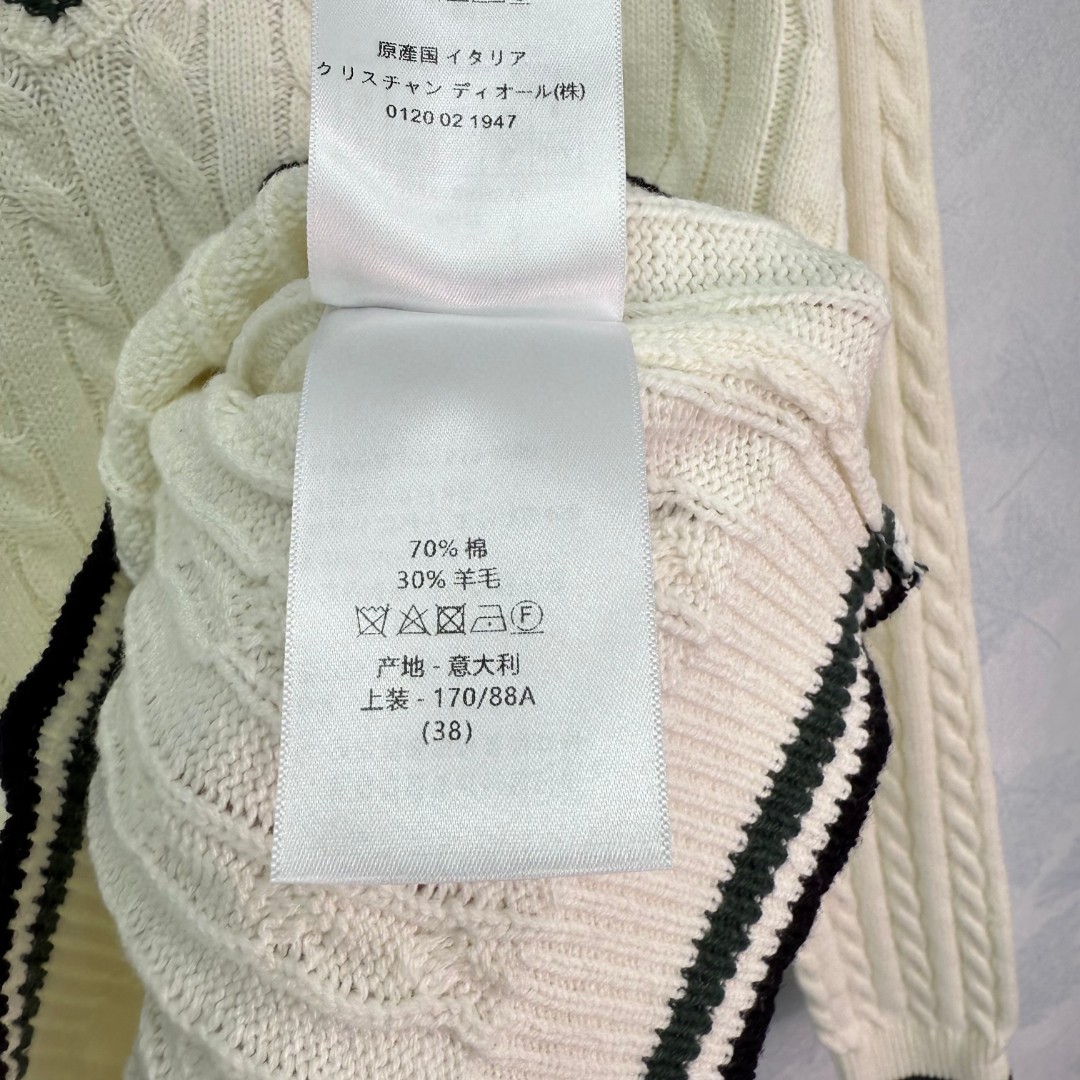 原産国 イタリア
クリスチャン ディオール(株)
0120 02 1947
70% 棉
30% 羊毛
F
产地 - 意大利
上装 - 170/88A
(38)